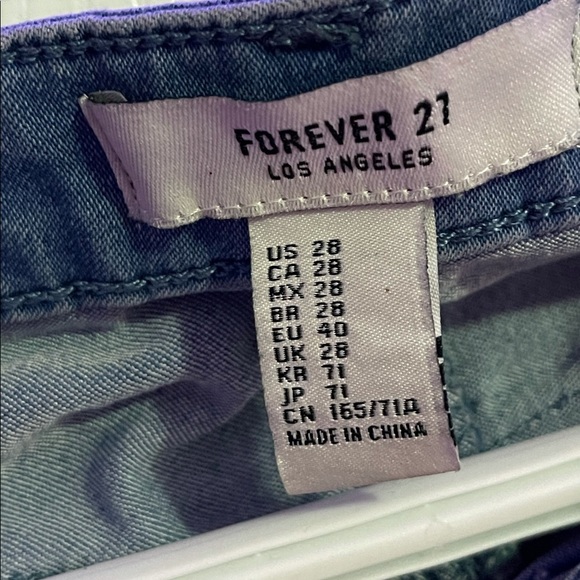 FOREVER 21
LOS ANGELES
US 28
CA 28
MX 28
BR 28
EU 40
UK 28
KR 71
JP 71
CN 165/71A
MADE IN CHINA